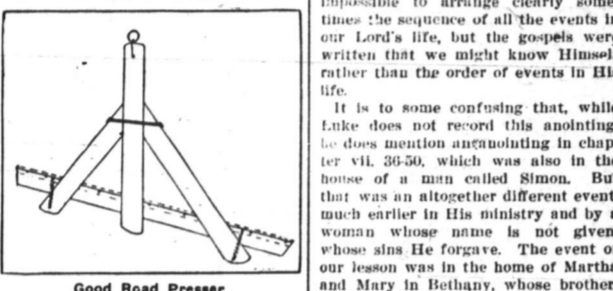 Good Road Presser
impossible to arrange clearly some
times the sequence of all the events in
our Lord's life, but the gospels were
written that we might know Himsel
rather than the order of events in Hi
life.
It is to some confusing that, while
Luke does not record this anointing
he does mention an anointing in chap
ter vii. 36-50, which was also in the
house of a man called Simon. But
that was an altogether different event
much earlier in His ministry and by a
woman whose name is not given
whose sins He forgave. The event of
our lesson was in the home of Martha
and Mary in Bethany, whose brother